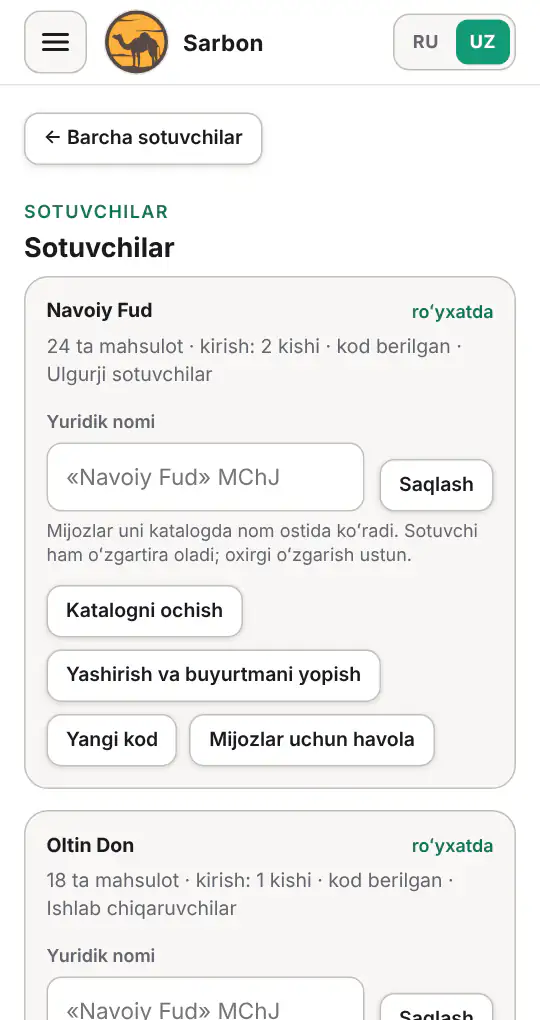 Sarbon
RU
UZ
← Barcha sotuvchilar
SOTUVCHILAR
Sotuvchilar
Navoiy Fud
roʻyxatda
24 ta mahsulot · kirish: 2 kishi · kod berilgan ·
Ulgurji sotuvchilar
Yuridik nomi
«Navoiy Fud» MChJ
Saqlash
Mijozlar uni katalogda nom ostida koʻradi. Sotuvchi
ham oʻzgartira oladi; oxirgi oʻzgarish ustun.
Katalogni ochish
Yashirish va buyurtmani yopish
Yangi kod
Mijozlar uchun havola
Oltin Don
roʻyxatda
18 ta mahsulot · kirish: 1 kishi · kod berilgan ·
Ishlab chiqaruvchilar
Yuridik nomi
«Navoiy Fud» MChJ
Saqlash